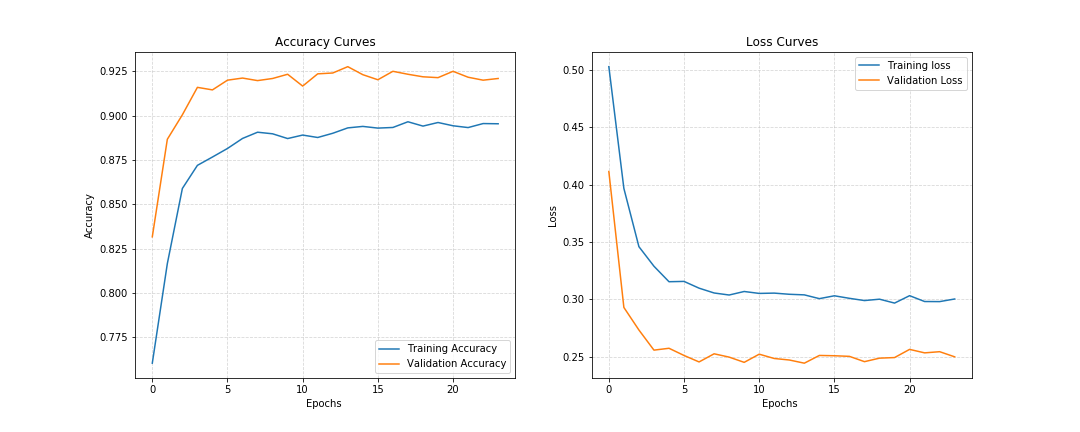 Accuracy Curves
0.925
0.900
0.875
0.850
0.825
0.800
0.775
Accuracy
0 5 10 15 20
Epochs
Training Accuracy
Validation Accuracy
Loss Curves
0.50
0.45
0.40
0.35
0.30
0.25
Loss
0 5 10 15 20
Epochs
Training loss
Validation Loss